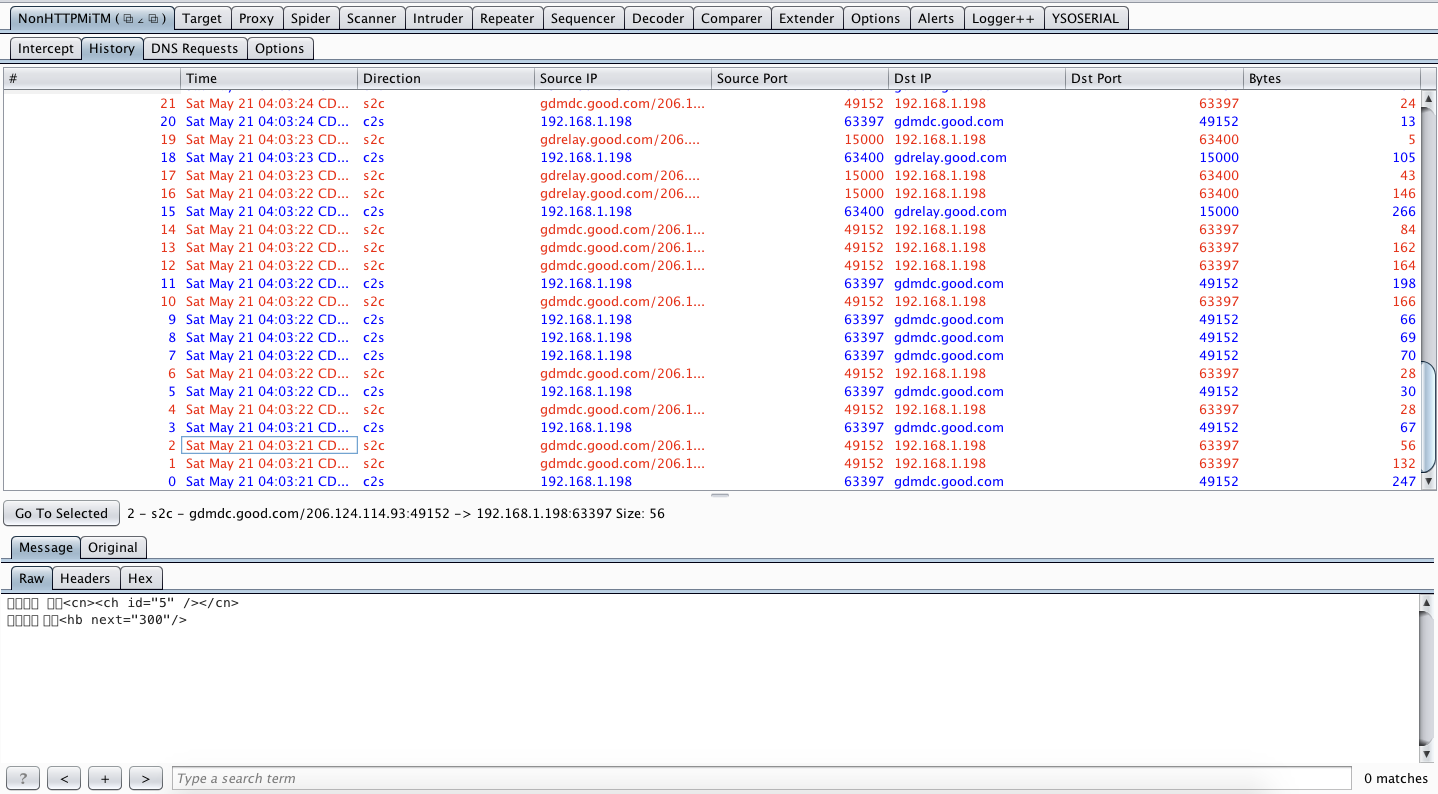 NonHTTPMiTM ( ⧉ ∠ ⧉ ) Target Proxy Spider Scanner Intruder Repeater Sequencer Decoder Comparer Extender Options Alerts Logger++ YSOSERIAL
Intercept History DNS Requests Options
# Time Direction Source IP Source Port Dst IP Dst Port Bytes
21 Sat May 21 04:03:24 CD... s2c gdmdc.good.com/206.1... 49152 192.168.1.198 63397 24
20 Sat May 21 04:03:24 CD... c2s 192.168.1.198 63397 gdmdc.good.com 49152 13
19 Sat May 21 04:03:23 CD... s2c gdrelay.good.com/206.... 15000 192.168.1.198 63400 5
18 Sat May 21 04:03:23 CD... c2s 192.168.1.198 63400 gdrelay.good.com 15000 105
17 Sat May 21 04:03:23 CD... s2c gdrelay.good.com/206.... 15000 192.168.1.198 63400 43
16 Sat May 21 04:03:22 CD... s2c gdrelay.good.com/206.... 15000 192.168.1.198 63400 146
15 Sat May 21 04:03:22 CD... c2s 192.168.1.198 63400 gdrelay.good.com 15000 266
14 Sat May 21 04:03:22 CD... s2c gdmdc.good.com/206.1... 49152 192.168.1.198 63397 84
13 Sat May 21 04:03:22 CD... s2c gdmdc.good.com/206.1... 49152 192.168.1.198 63397 162
12 Sat May 21 04:03:22 CD... s2c gdmdc.good.com/206.1... 49152 192.168.1.198 63397 164
11 Sat May 21 04:03:22 CD... c2s 192.168.1.198 63397 gdmdc.good.com 49152 198
10 Sat May 21 04:03:22 CD... s2c gdmdc.good.com/206.1... 49152 192.168.1.198 63397 166
9 Sat May 21 04:03:22 CD... c2s 192.168.1.198 63397 gdmdc.good.com 49152 66
8 Sat May 21 04:03:22 CD... c2s 192.168.1.198 63397 gdmdc.good.com 49152 69
7 Sat May 21 04:03:22 CD... c2s 192.168.1.198 63397 gdmdc.good.com 49152 70
6 Sat May 21 04:03:22 CD... s2c gdmdc.good.com/206.1... 49152 192.168.1.198 63397 28
5 Sat May 21 04:03:22 CD... c2s 192.168.1.198 63397 gdmdc.good.com 49152 30
4 Sat May 21 04:03:22 CD... s2c gdmdc.good.com/206.1... 49152 192.168.1.198 63397 28
3 Sat May 21 04:03:21 CD... c2s 192.168.1.198 63397 gdmdc.good.com 49152 67
2 Sat May 21 04:03:21 CD... s2c gdmdc.good.com/206.1... 49152 192.168.1.198 63397 56
1 Sat May 21 04:03:21 CD... s2c gdmdc.good.com/206.1... 49152 192.168.1.198 63397 132
0 Sat May 21 04:03:21 CD... c2s 192.168.1.198 63397 gdmdc.good.com 49152 247
Go To Selected 2 – s2c – gdmdc.good.com/206.124.114.93:49152 -> 192.168.1.198:63397 Size: 56
Message Original
Raw Headers Hex
□□□□ □□<cn><ch id="5" /></cn>
□□□□ □□<hb next="300"/>
? < + > Type a search term 0 matches